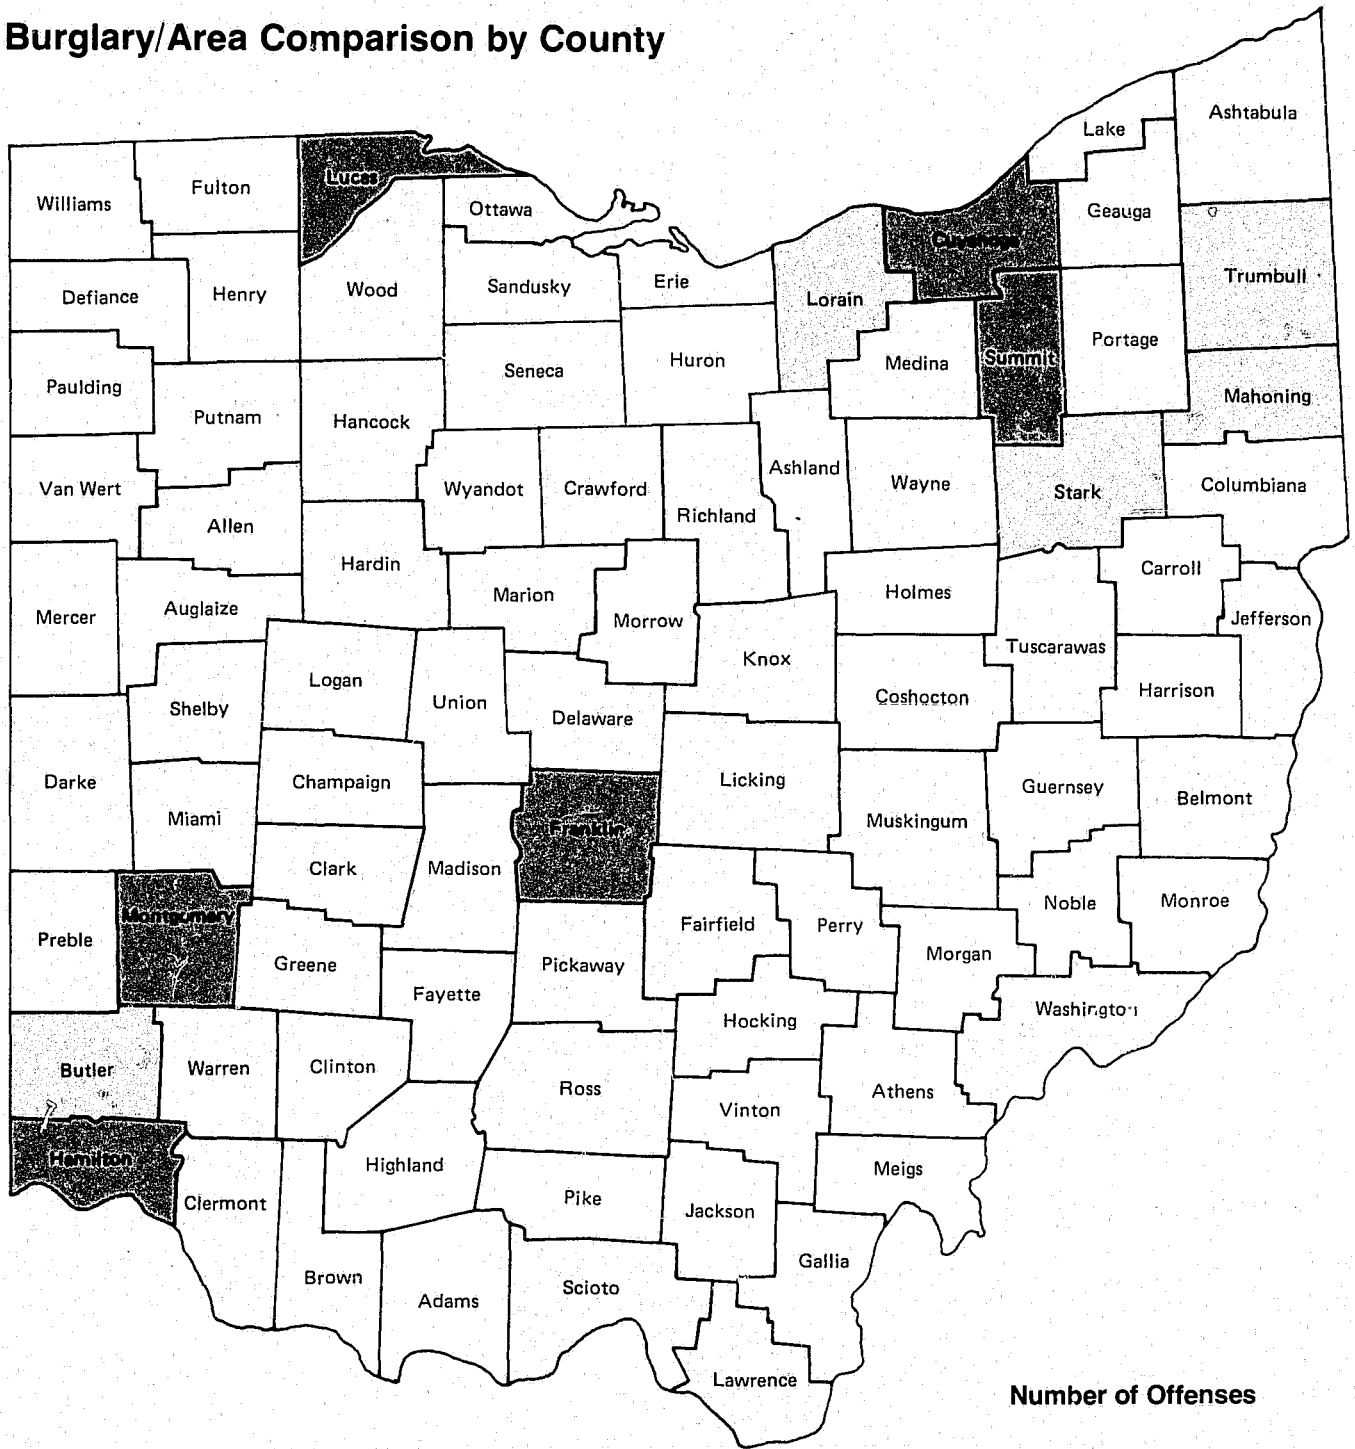 Burglary/Area Comparison by County
Ashtabula
Lake
Lucas
Fulton
Williams
Ottawa
Geauga
Cuyahoga
Trumbull
Erie
Sandusky
Wood
Henry
Defiance
Lorain
Portage
Summit
Medina
Huron
Seneca
Paulding
Mahoning
Putnam
Hancock
Ashland
Wayne
Columbiana
Stark
Van Wert
Wyandot
Crawford
Richland
Allen
Hardin
Carroll
Marion
Holmes
Auglaize
Mercer
Morrow
Jefferson
Tuscarawas
Knox
Logan
Harrison
Coshocton
Union
Shelby
Delaware
Darke
Champaign
Licking
Guernsey
Belmont
Miami
Muskingum
Franklin
Clark
Madison
Monroe
Noble
Montgomery
Fairfield
Perry
Preble
Morgan
Greene
Pickaway
Fayette
Washington
Hocking
Butler
Warren
Clinton
Ross
Athens
Vinton
Hamilton
Highland
Meigs
Clermont
Pike
Jackson
Gallia
Brown
Scioto
Adams
Lawrence
Number of Offenses